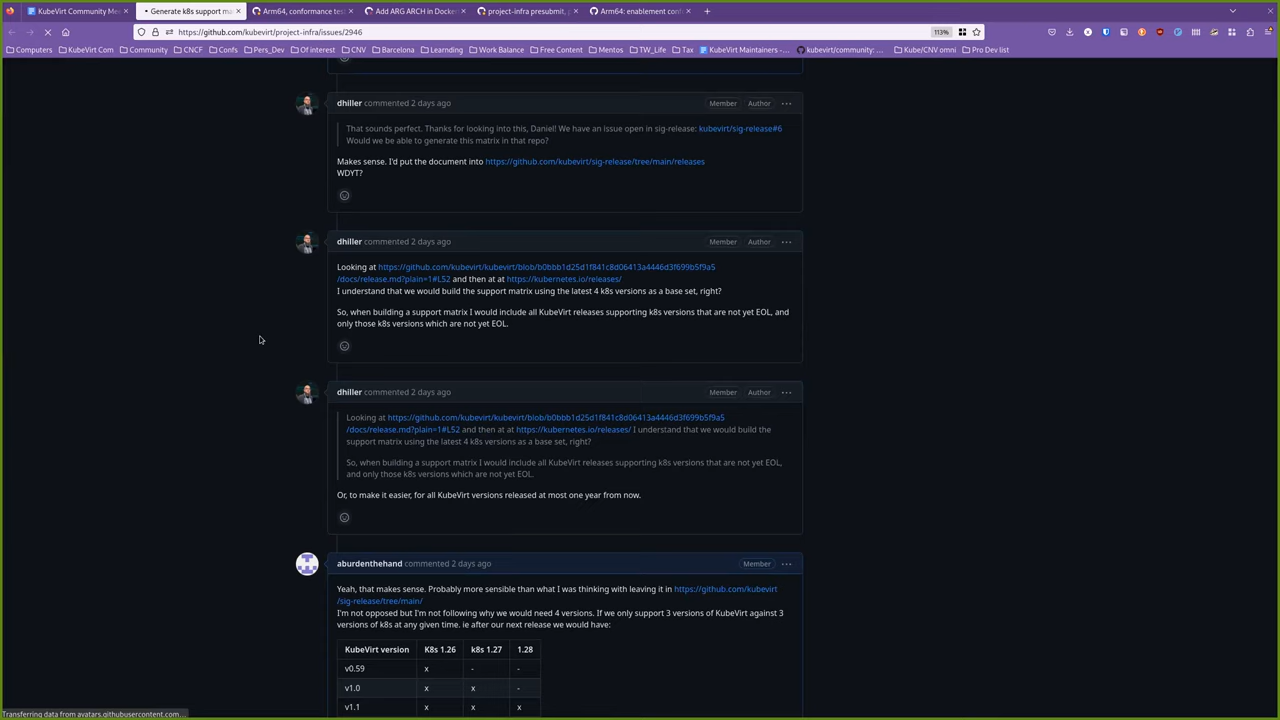 KubeVirt Community Me
Generate k8s support ma
Arm64, conformance tes
Add ARG ARCH in Docke
project-infra presubmit,
Arm64: enablement conf
https://github.com/kubevirt/project-infra/issues/2946
113%
Computers
KubeVirt Com
Community
CNCF
Confs
Pers_Dev
Of interest
CNV
Barcelona
Learnding
Work Balance
Free Content
Mentos
TW_Life
Tax
KubeVirt Maintainers -...
kubevirt/community: ...
Kube/CNV omni
Pro Dev list
dhiller commented 2 days ago
Member
Author
That sounds perfect. Thanks for looking into this, Daniel! We have an issue open in sig-release: kubevirt/sig-release#6
Would we be able to generate this matrix in that repo?
Makes sense. I'd put the document into https://github.com/kubevirt/sig-release/tree/main/releases
WDYT?
dhiller commented 2 days ago
Member
Author
Looking at https://github.com/kubevirt/kubevirt/blob/b0bbb1d25d1f841c8d06413a4446d3f699b5f9a5
/docs/release.md?plain=1#L52 and then at at https://kubernetes.io/releases/
I understand that we would build the support matrix using the latest 4 k8s versions as a base set, right?
So, when building a support matrix I would include all KubeVirt releases supporting k8s versions that are not yet EOL, and
only those k8s versions which are not yet EOL.
dhiller commented 2 days ago
Member
Author
Looking at https://github.com/kubevirt/kubevirt/blob/b0bbb1d25d1f841c8d06413a4446d3f699b5f9a5
/docs/release.md?plain=1#L52 and then at at https://kubernetes.io/releases/ I understand that we would build the
support matrix using the latest 4 k8s versions as a base set, right?
So, when building a support matrix I would include all KubeVirt releases supporting k8s versions that are not yet EOL,
and only those k8s versions which are not yet EOL.
Or, to make it easier, for all KubeVirt versions released at most one year from now.
aburdenthehand commented 2 days ago
Member
Yeah, that makes sense. Probably more sensible than what I was thinking with leaving it in https://github.com/kubevirt
/sig-release/tree/main/
I'm not opposed but I'm not following why we would need 4 versions. If we only support 3 versions of KubeVirt against 3
versions of k8s at any given time. ie after our next release we would have:
KubeVirt version K8s 1.26 k8s 1.27 1.28
v0.59 x - -
v1.0 x x -
v1.1 x x x
Transferring data from avatars.githubusercontent.com...